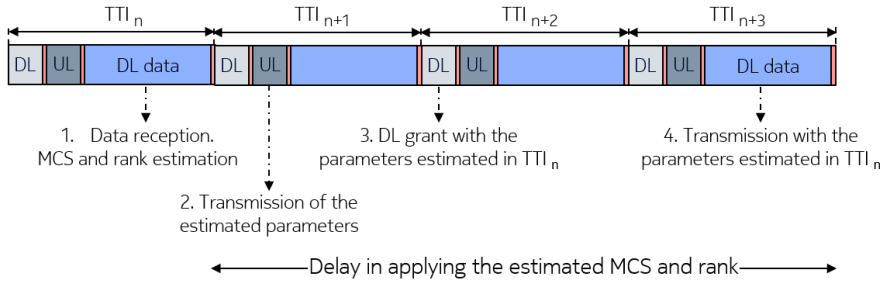 TTI n TTI n+1 TTI n+2 TTI n+3
DL UL DL data DL UL DL UL DL UL DL data
1. Data reception.
MCS and rank estimation
3. DL grant with the
parameters estimated in TTI n
4. Transmission with the
parameters estimated in TTI n
2. Transmission of the
estimated parameters
Delay in applying the estimated MCS and rank